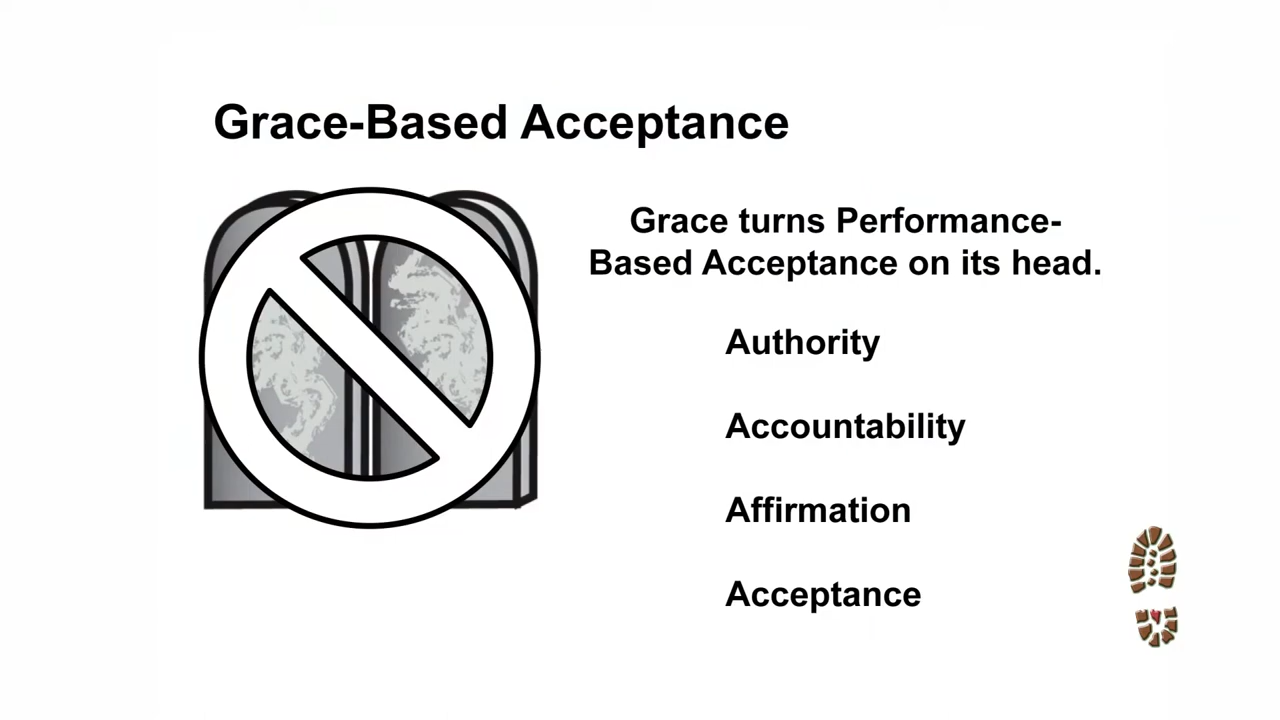 Grace-Based Acceptance
Grace turns Performance-
Based Acceptance on its head.
Authority
Accountability
Affirmation
Acceptance